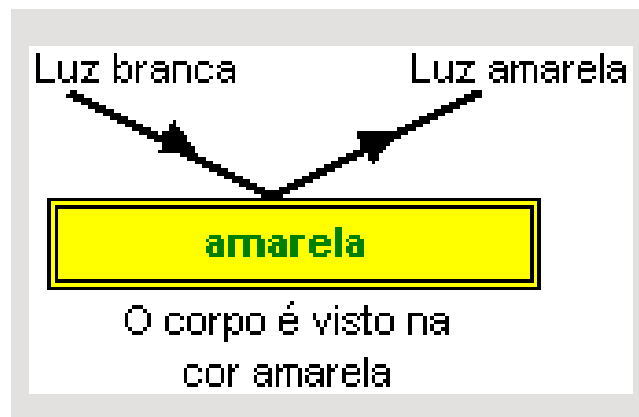 Luz branca
Luz amarela
amarela
O corpo é visto na
cor amarela